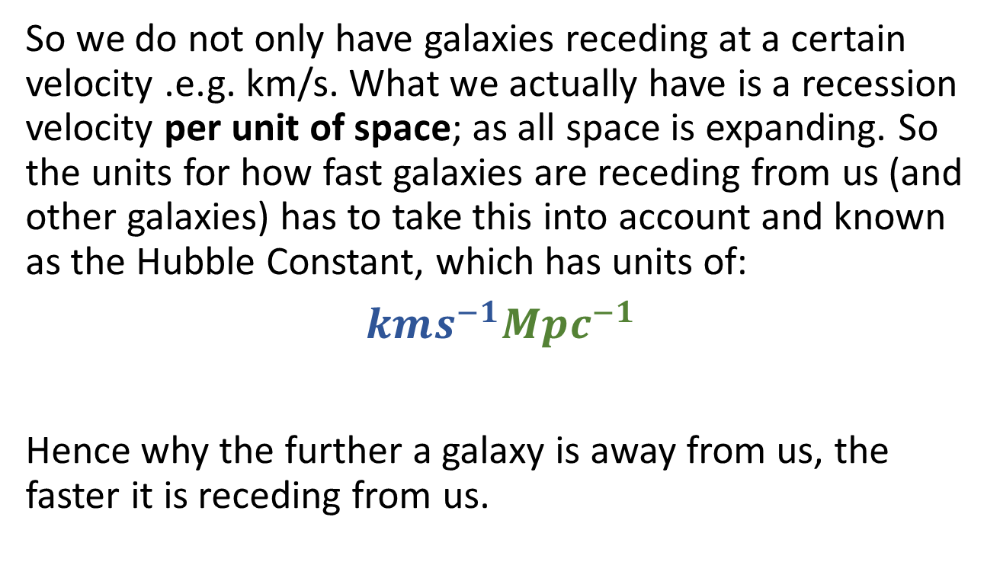 So we do not only have galaxies receding at a certain
velocity .e.g. km/s. What we actually have is a recession
velocity per unit of space; as all space is expanding. So
the units for how fast galaxies are receding from us (and
other galaxies) has to take this into account and known
as the Hubble Constant, which has units of:
kms⁻¹Mpc⁻¹
Hence why the further a galaxy is away from us, the
faster it is receding from us.